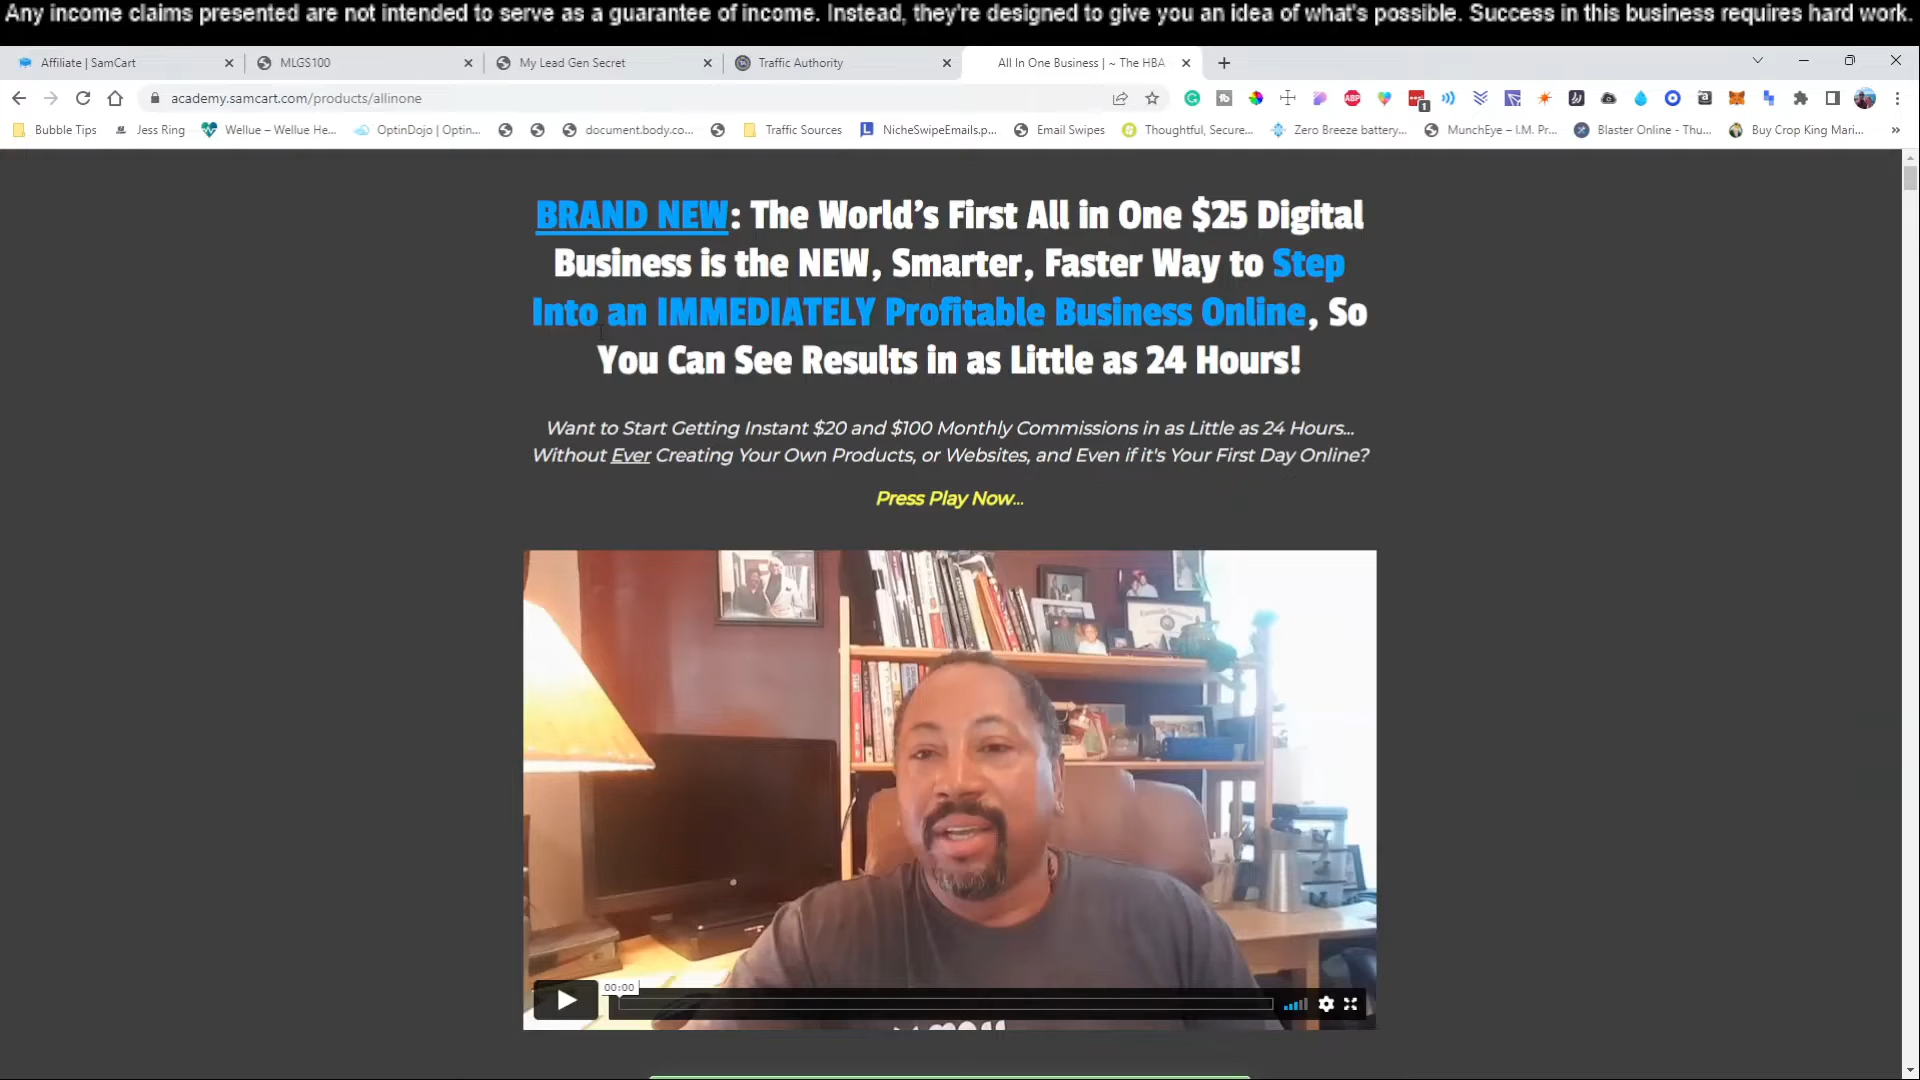 Any income claims presented are not intended to serve as a guarantee of income. Instead, they're designed to give you an idea of what's possible. Success in this business requires hard work.
Affiliate | SamCart
MLGS100
My Lead Gen Secret
Traffic Authority
All In One Business | ~ The HBA
academy.samcart.com/products/allinone
ABP
1
Bubble Tips
Jess Ring
Wellue – Wellue He...
OptinDojo | Optin...
document.body.co...
Traffic Sources
NicheSwipeEmails.p...
Email Swipes
Thoughtful, Secure...
Zero Breeze battery...
MunchEye – I.M. Pr...
Blaster Online - Thu...
Buy Crop King Mari...
BRAND NEW: The World's First All in One $25 Digital
Business is the NEW, Smarter, Faster Way to Step
Into an IMMEDIATELY Profitable Business Online, So
You Can See Results in as Little as 24 Hours!
Want to Start Getting Instant $20 and $100 Monthly Commissions in as Little as 24 Hours...
Without Ever Creating Your Own Products, or Websites, and Even if it's Your First Day Online?
Press Play Now...
00:00